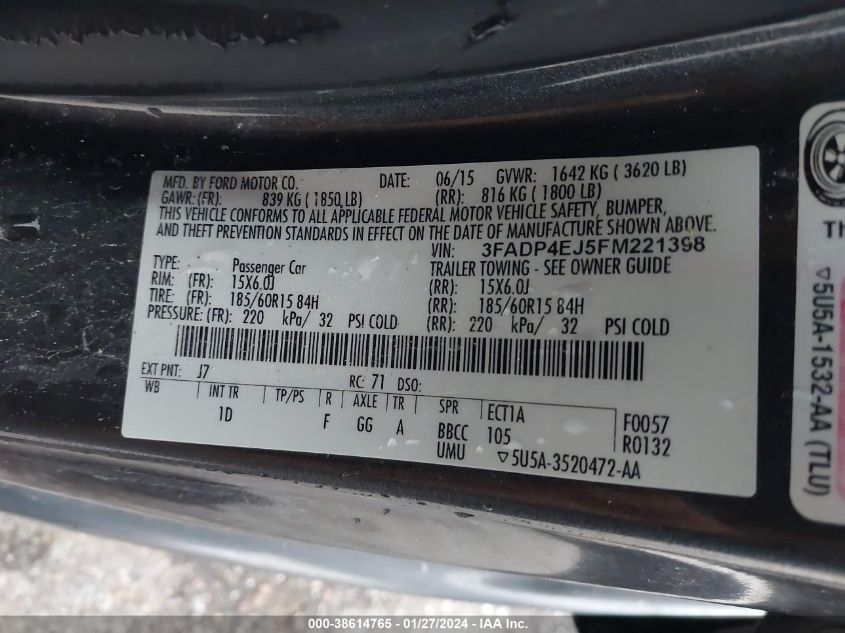 MFD. BY FORD MOTOR CO. DATE: 06/15 GVWR: 1642 KG ( 3620 LB)
GAWR:(FR): 839 KG ( 1850 LB) (RR): 816 KG ( 1800 LB)
THIS VEHICLE CONFORMS TO ALL APPLICABLE FEDERAL MOTOR VEHICLE SAFETY, BUMPER,
AND THEFT PREVENTION STANDARDS IN EFFECT ON THE DATE OF MANUFACTURE SHOWN ABOVE.
VIN: 3FADP4EJ5FM221398
TYPE: Passenger Car TRAILER TOWING - SEE OWNER GUIDE
RIM: (FR): 15X6.0J (RR): 15X6.0J
TIRE: (FR): 185/60R15 84H (RR): 185/60R15 84H
PRESSURE: (FR): 220 kPa/ 32 PSI COLD (RR): 220 kPa/ 32 PSI COLD
EXT PNT: J7 RC: 71 DSO:
WB INT TR TP/PS R AXLE TR SPR ECT1A
1D F GG A BBCC 105 F0057
UMU R0132
▽5U5A-3520472-AA
▽5U5A-1532-AA (TLU)
000-38614765 | 01/27/2024 |